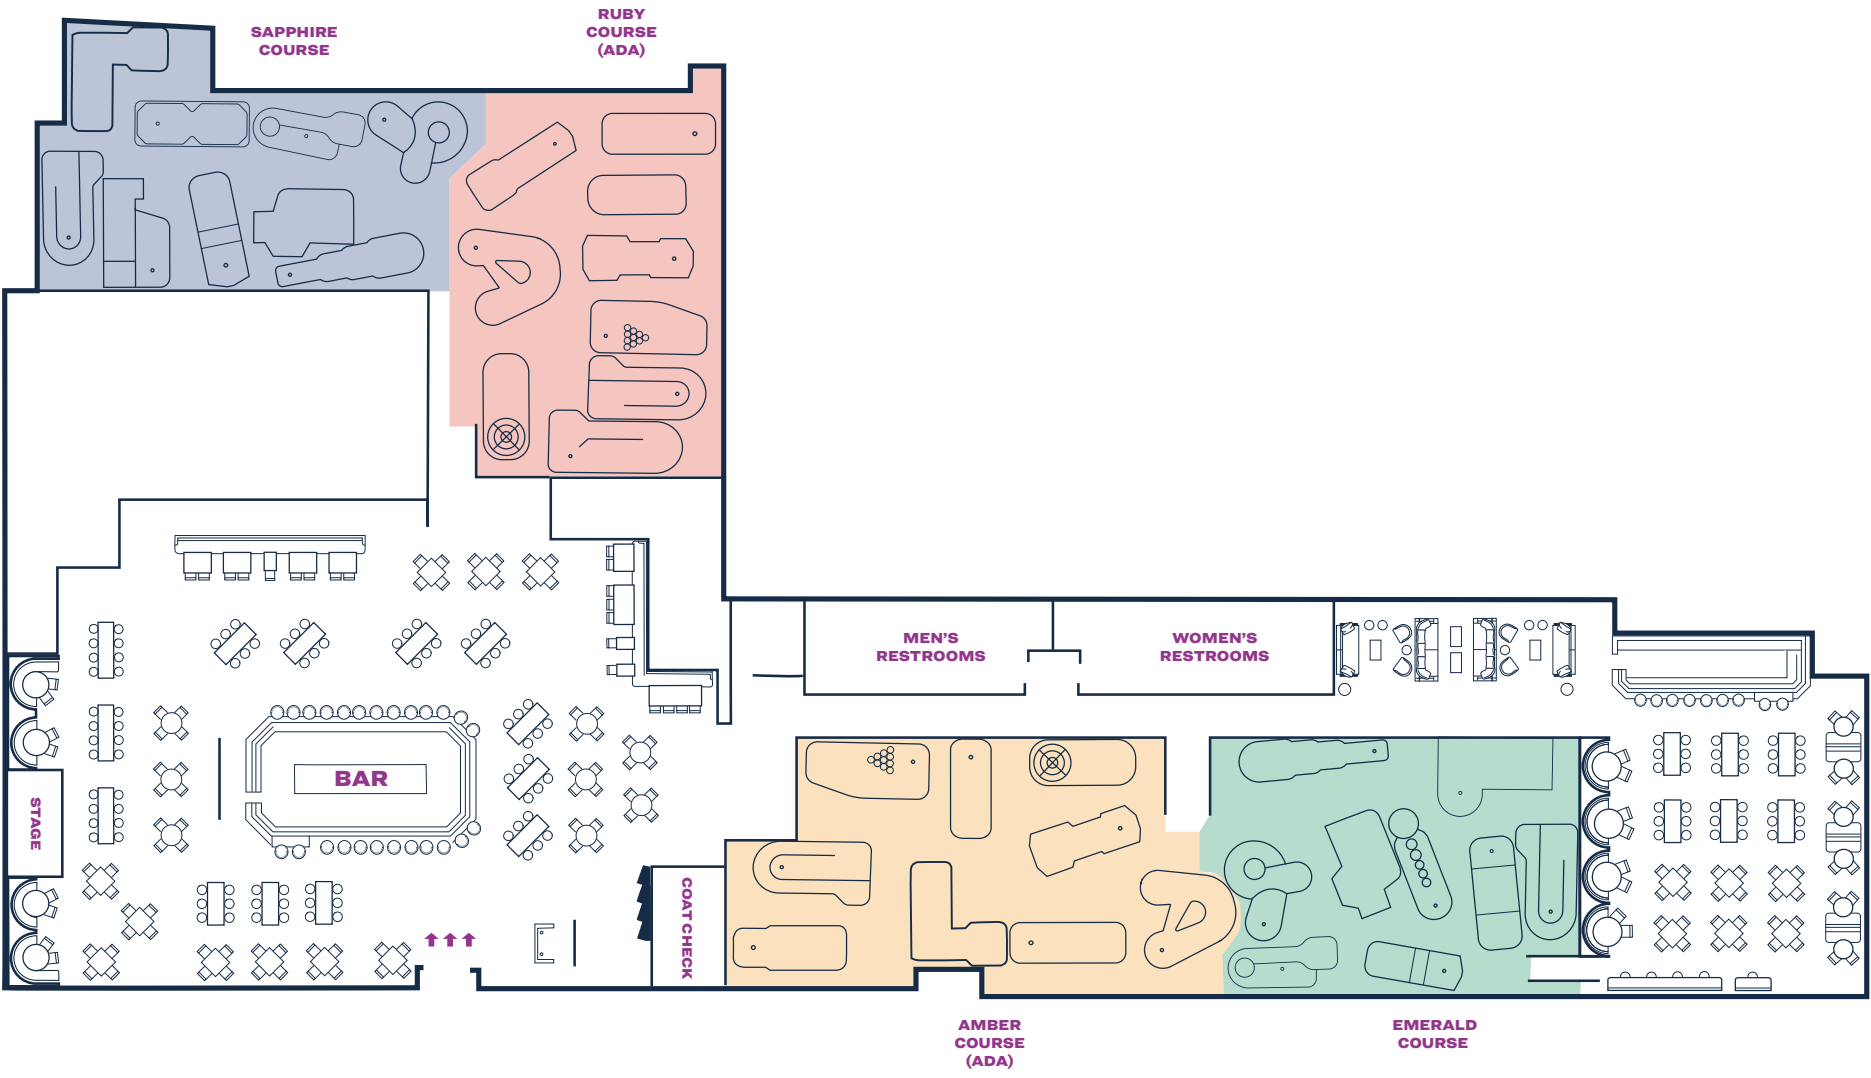 SAPPHIRE
COURSE
RUBY
COURSE
(ADA)
MEN’S
RESTROOMS
WOMEN’S
RESTROOMS
BAR
STAGE
COAT CHECK
AMBER
COURSE
(ADA)
EMERALD
COURSE